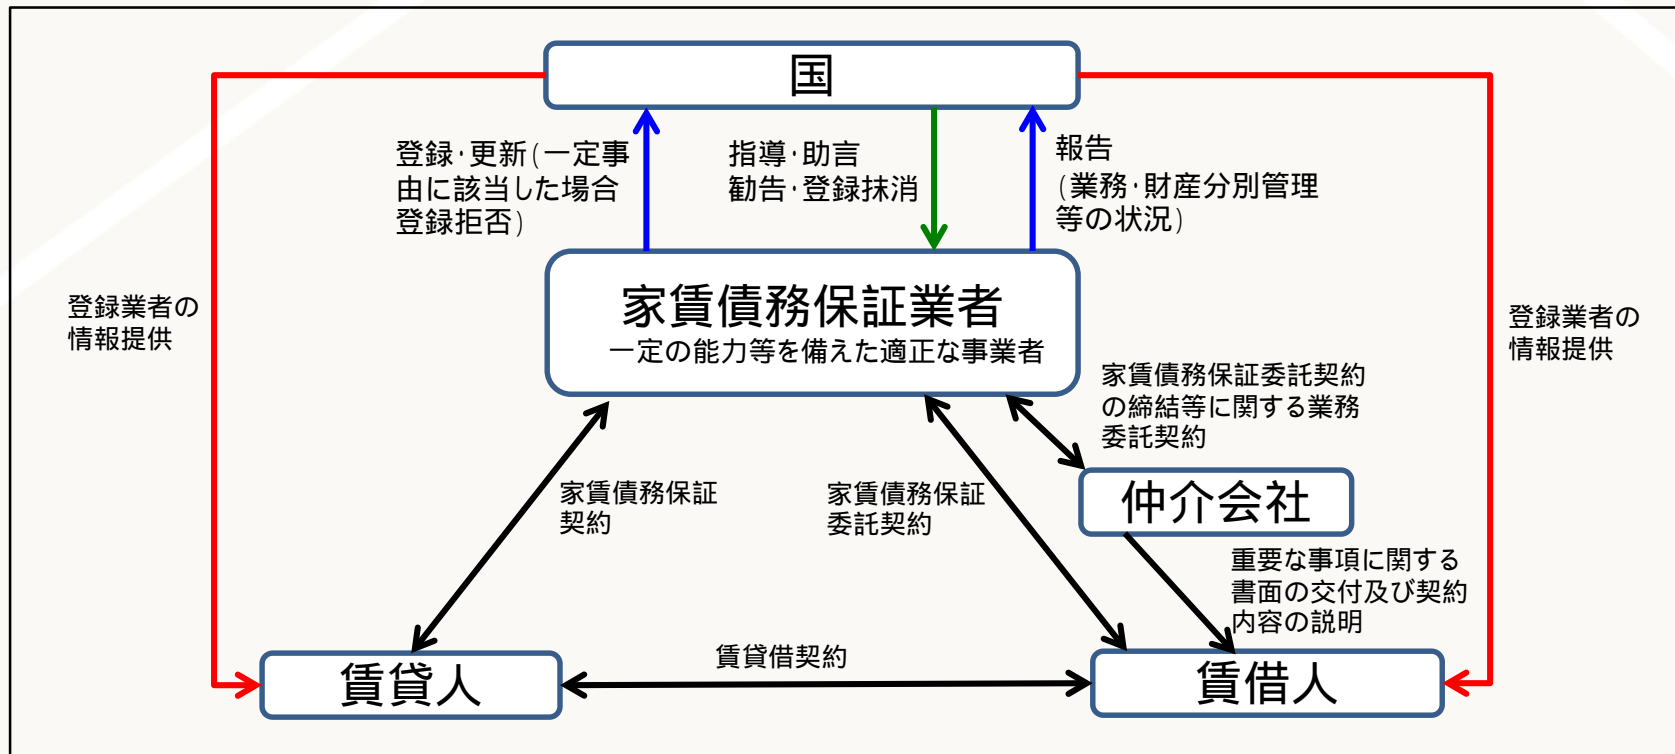 国
登録・更新(一定事
由に該当した場合
登録拒否)
指導・助言
勧告・登録抹消
報告
(業務・財産分別管理
等の状況)
登録業者の
情報提供
家賃債務保証業者
一定の能力等を備えた適正な事業者
登録業者の
情報提供
家賃債務保証委託契約
の締結等に関する業務
委託契約
家賃債務保証
契約
家賃債務保証
委託契約
仲介会社
重要な事項に関する
書面の交付及び契約
内容の説明
賃貸借契約
賃貸人
賃借人